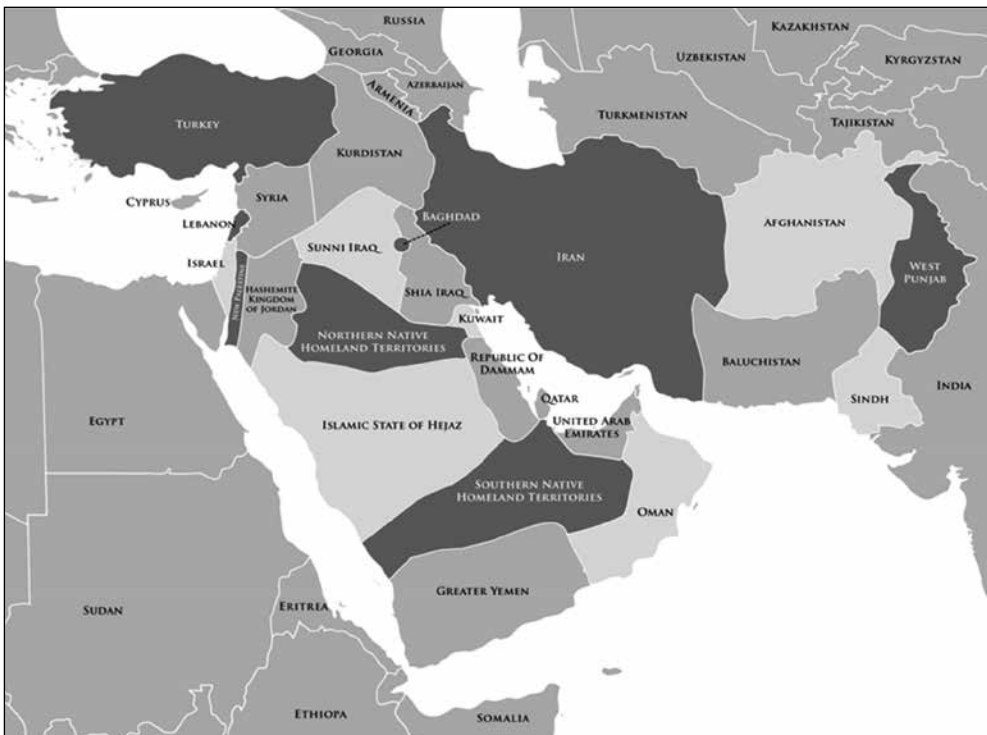 RUSSIA
KAZAKHSTAN
GEORGIA
UZBEKISTAN
KYRGYZSTAN
ARMENIA
AZERBAIJAN
TURKMENISTAN
TAJIKISTAN
TURKEY
KURDISTAN
CYPRUS
SYRIA
LEBANON
BAGHDAD
AFGHANISTAN
SUNNI IRAQ
IRAN
ISRAEL
WEST
PUNJAB
NEW PALESTINE
HASHEMITE
KINGDOM
OF JORDAN
SHIA IRAQ
KUWAIT
NORTHERN NATIVE
HOMELAND TERRITORIES
REPUBLIC OF
DAMMAM
BALUCHISTAN
INDIA
QATAR
SINDH
EGYPT
ISLAMIC STATE OF HEJAZ
UNITED ARAB
EMIRATES
SOUTHERN NATIVE
HOMELAND TERRITORIES
OMAN
GREATER YEMEN
SUDAN
ERITREA
ETHIOPA
SOMALIA